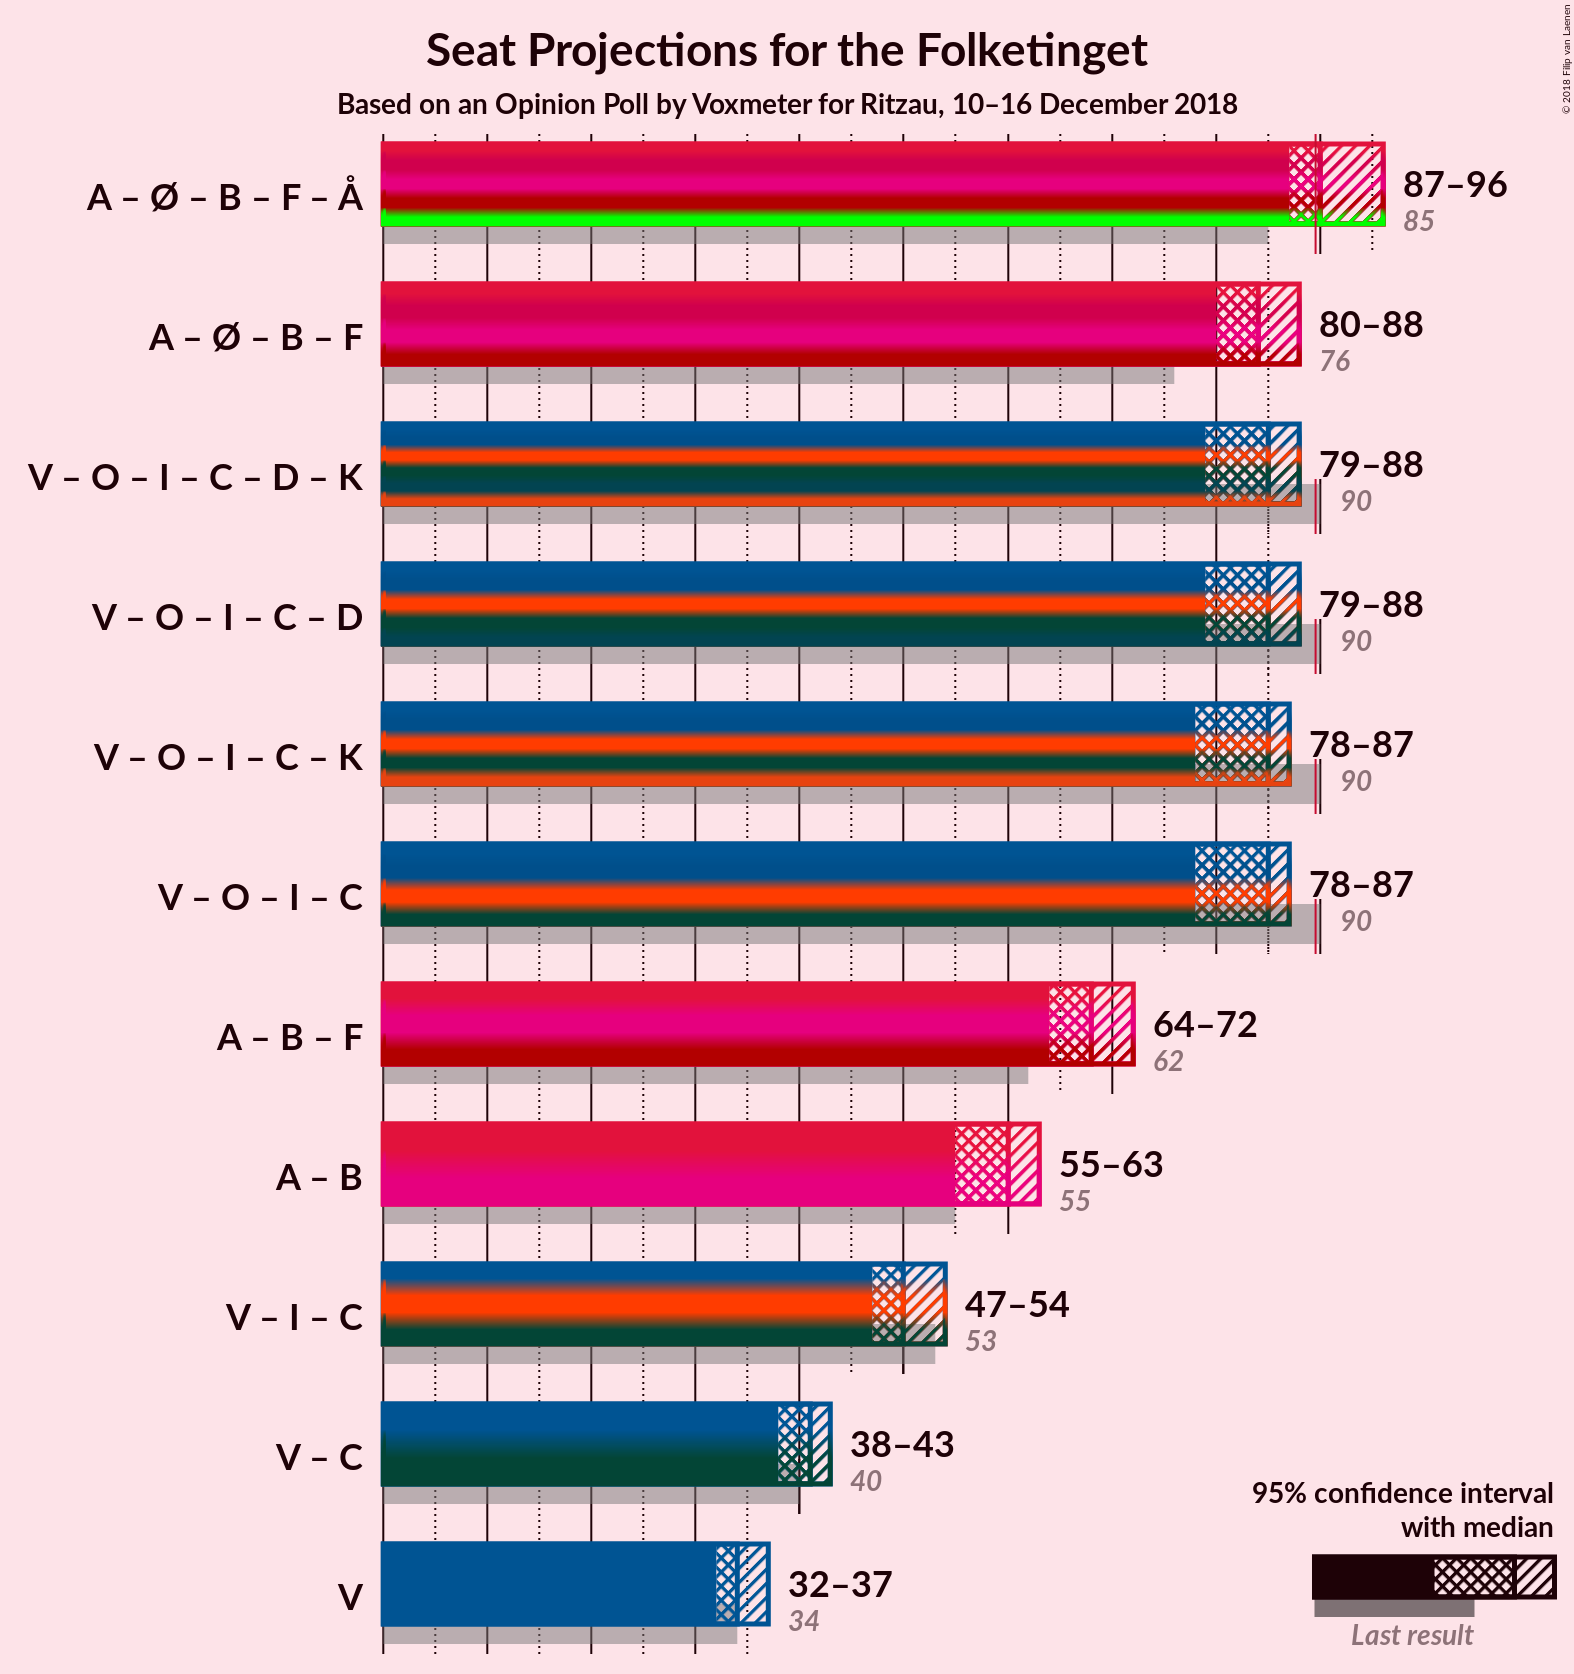 Seat Projections for the Folketinget
Based on an Opinion Poll by Voxmeter for Ritzau, 10–16 December 2018
© 2018 Filip van Laenen
A – Ø – B – F – Å
87–96
85
A – Ø – B – F
80–88
76
V – O – I – C – D – K
79–88
90
V – O – I – C – D
79–88
90
V – O – I – C – K
78–87
90
V – O – I – C
78–87
90
A – B – F
64–72
62
A – B
55–63
55
V – I – C
47–54
53
V – C
38–43
40
V
32–37
34
95% confidence interval
with median
Last result